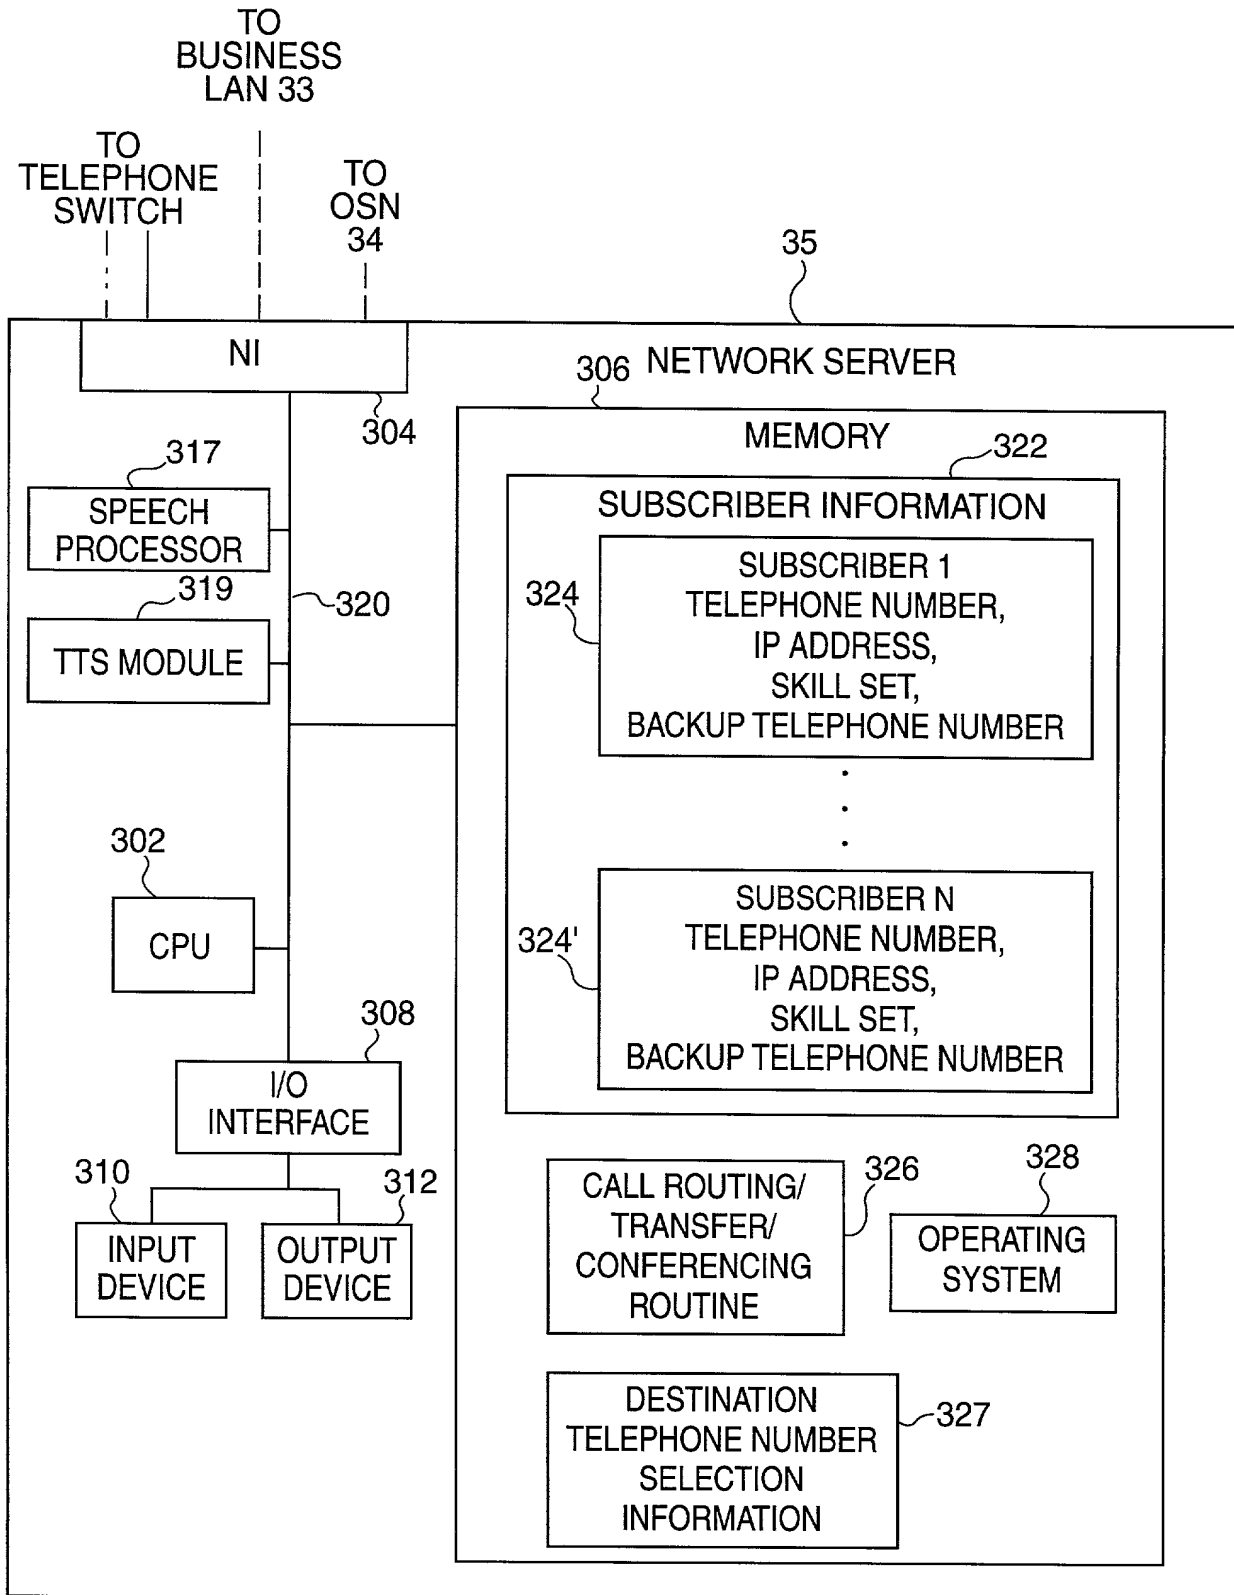 TO
BUSINESS
LAN 33
TO
TELEPHONE
SWITCH
TO
OSN
34
35
NI
304
NETWORK SERVER
306
MEMORY
317
SPEECH
PROCESSOR
319
TTS MODULE
320
322
SUBSCRIBER INFORMATION
324
SUBSCRIBER 1
TELEPHONE NUMBER,
IP ADDRESS,
SKILL SET,
BACKUP TELEPHONE NUMBER
302
CPU
324'
SUBSCRIBER N
TELEPHONE NUMBER,
IP ADDRESS,
SKILL SET,
BACKUP TELEPHONE NUMBER
308
I/O
INTERFACE
310
INPUT
DEVICE
312
OUTPUT
DEVICE
CALL ROUTING/
TRANSFER/
CONFERENCING
ROUTINE
326
328
OPERATING
SYSTEM
DESTINATION
TELEPHONE NUMBER
SELECTION
INFORMATION
327